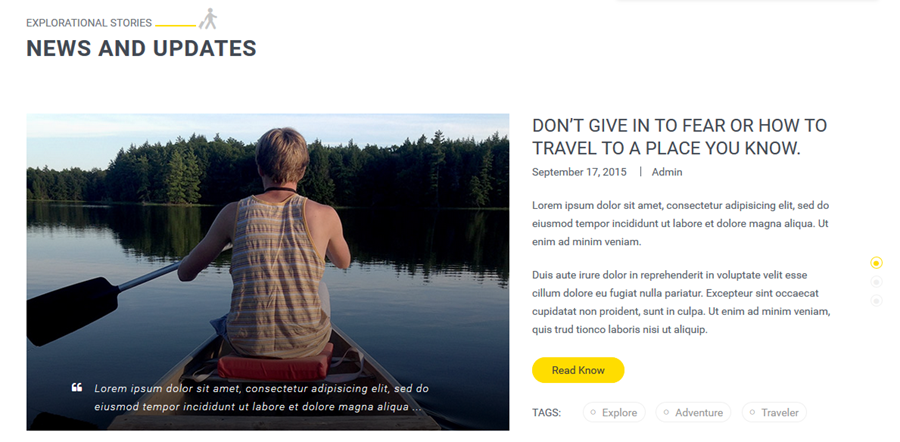 EXPLORATIONAL STORIES
NEWS AND UPDATES
DON'T GIVE IN TO FEAR OR HOW TO
TRAVEL TO A PLACE YOU KNOW.
September 17, 2015 | Admin
Lorem ipsum dolor sit amet, consectetur adipisicing elit, sed do
eiusmod tempor incididunt ut labore et dolore magna aliqua. Ut
enim ad minim veniam.
Duis aute irure dolor in reprehenderit in voluptate velit esse
cillum dolore eu fugiat nulla pariatur. Excepteur sint occaecat
cupidatat non proident, sunt in culpa. Ut enim ad minim veniam,
quis trud tionco laboris nisi ut aliquip.
Read Know
TAGS: Explore Adventure Traveler
“ Lorem ipsum dolor sit amet, consectetur adipisicing elit, sed do
eiusmod tempor incididunt ut labore et dolore magna aliqua ...